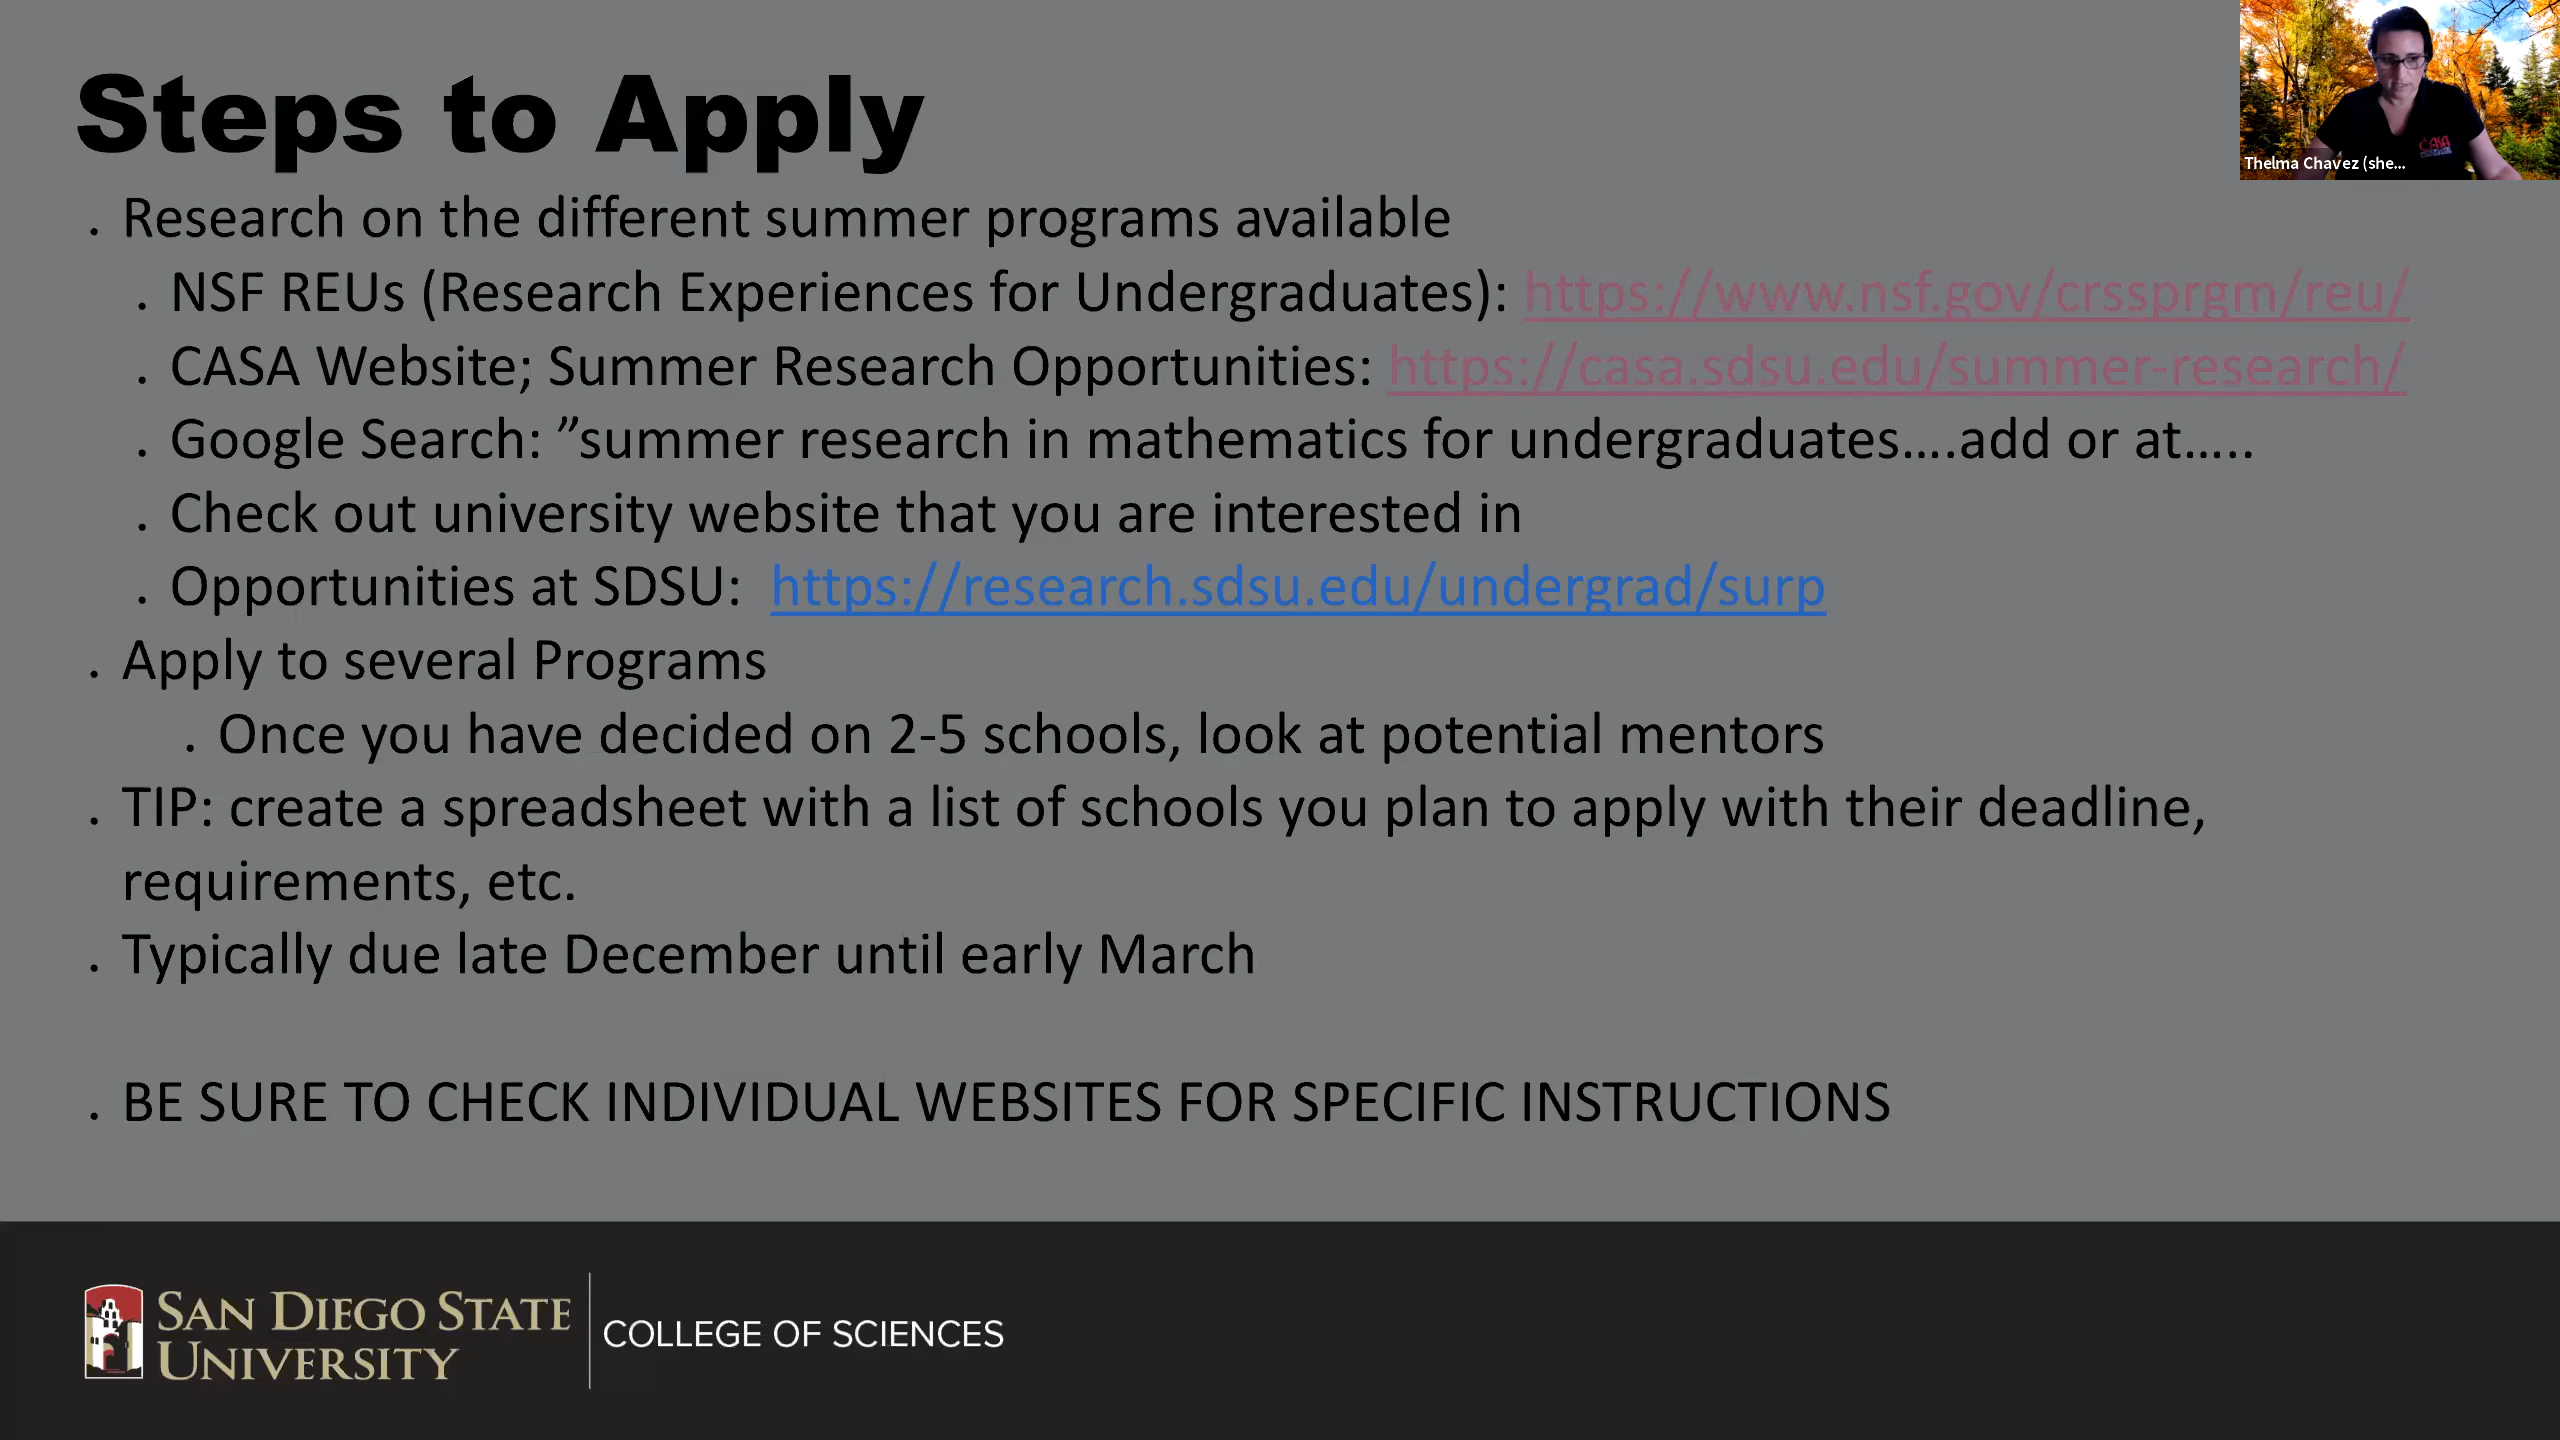 Steps to Apply
Thelma Chavez (she...
. Research on the different summer programs available
. NSF REUs (Research Experiences for Undergraduates): https://www.nsf.gov/crssprgm/reu/
. CASA Website; Summer Research Opportunities: https://casa.sdsu.edu/summer-research/
. Google Search: ”summer research in mathematics for undergraduates….add or at…..
. Check out university website that you are interested in
. Opportunities at SDSU: https://research.sdsu.edu/undergrad/surp
. Apply to several Programs
. Once you have decided on 2-5 schools, look at potential mentors
. TIP: create a spreadsheet with a list of schools you plan to apply with their deadline,
requirements, etc.
. Typically due late December until early March
. BE SURE TO CHECK INDIVIDUAL WEBSITES FOR SPECIFIC INSTRUCTIONS
SAN DIEGO STATE
UNIVERSITY
COLLEGE OF SCIENCES
CASA